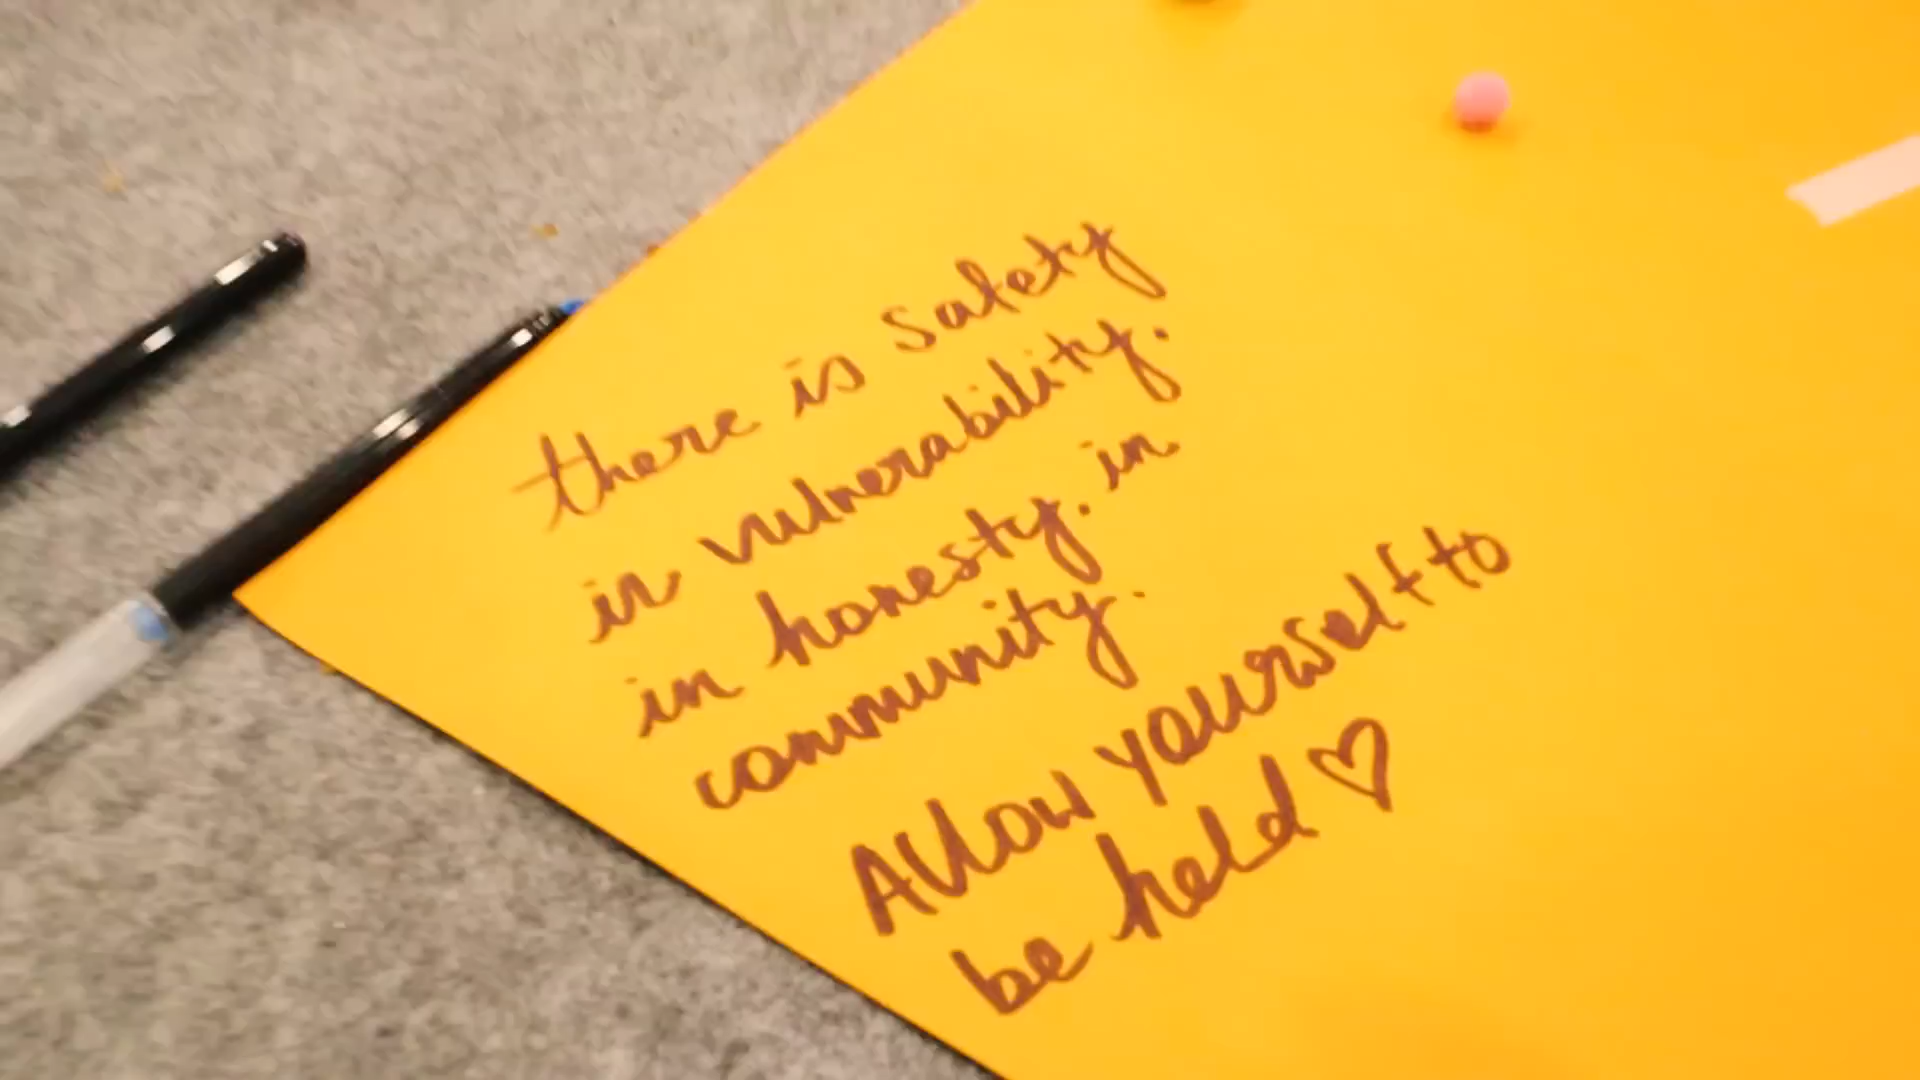 there is safety
in vulnerability.
in honesty. in
community.
Allow yourself to
be held ♡